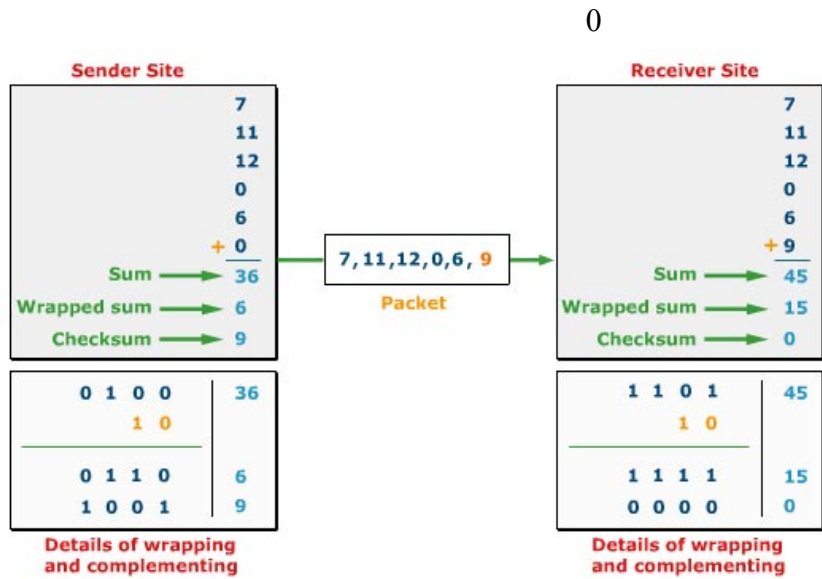 0
Sender Site
7
11
12
0
6
+ 0
Sum 36
Wrapped sum 6
Checksum 9
0 1 0 0 36
1 0
0 1 1 0 6
1 0 0 1 9
Details of wrapping
and complementing
7, 11, 12, 0, 6, 9
Packet
Receiver Site
7
11
12
0
6
+ 9
Sum 45
Wrapped sum 15
Checksum 0
1 1 0 1 45
1 0
1 1 1 1 15
0 0 0 0 0
Details of wrapping
and complementing